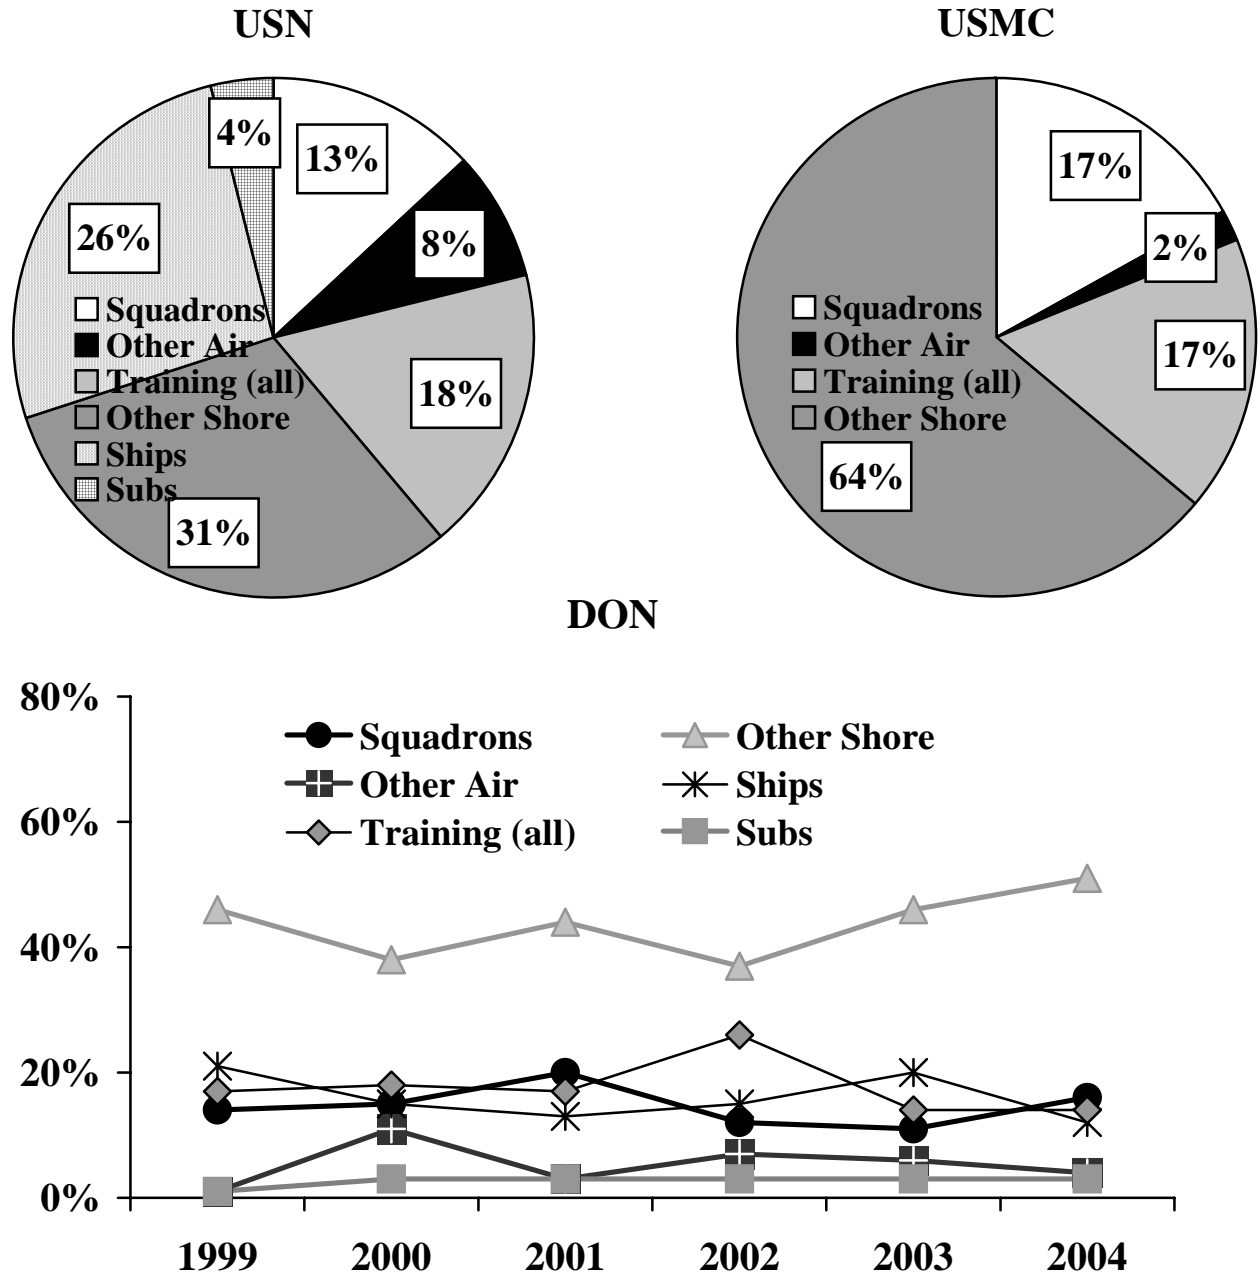 USN
USMC
4%
13%
26%
8%
18%
31%
Squadrons
Other Air
Training (all)
Other Shore
Ships
Subs
17%
2%
17%
64%
Squadrons
Other Air
Training (all)
Other Shore
DON
80%
60%
40%
20%
0%
Squadrons
Other Shore
Other Air
Ships
Training (all)
Subs
1999 2000 2001 2002 2003 2004